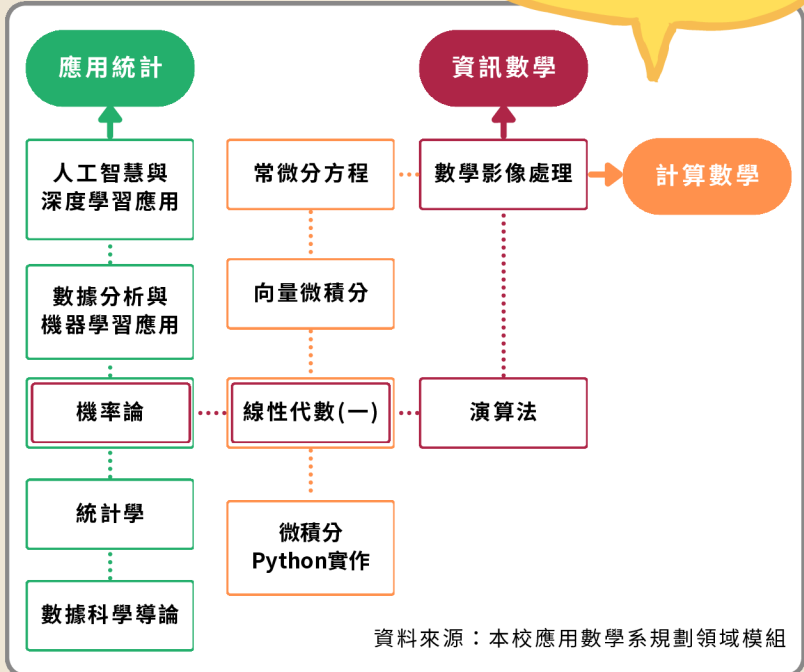 應用統計
資訊數學
人工智慧與
深度學習應用
常微分方程
數學影像處理
計算數學
數據分析與
機器學習應用
向量微積分
機率論
線性代數(一)
演算法
統計學
微積分
Python實作
數據科學導論
資料來源：本校應用數學系規劃領域模組